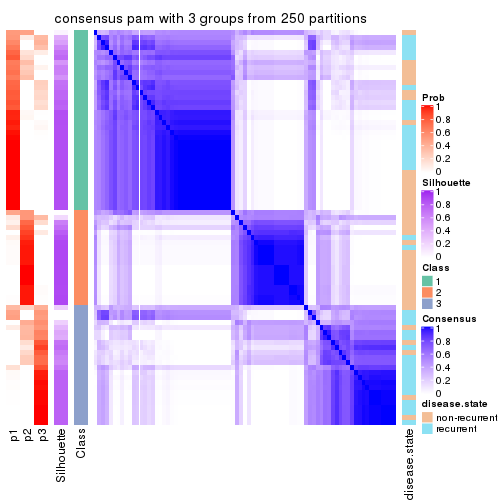 consensus pam with 3 groups from 250 partitions
Prob
1
0.8
0.6
0.4
0.2
0
Silhouette
1
0.8
0.6
0.4
0.2
0
Class
1
2
3
Consensus
1
0.8
0.6
0.4
0.2
0
disease.state
non-recurrent
recurrent
p1
p2
p3
Silhouette
Class
disease.state